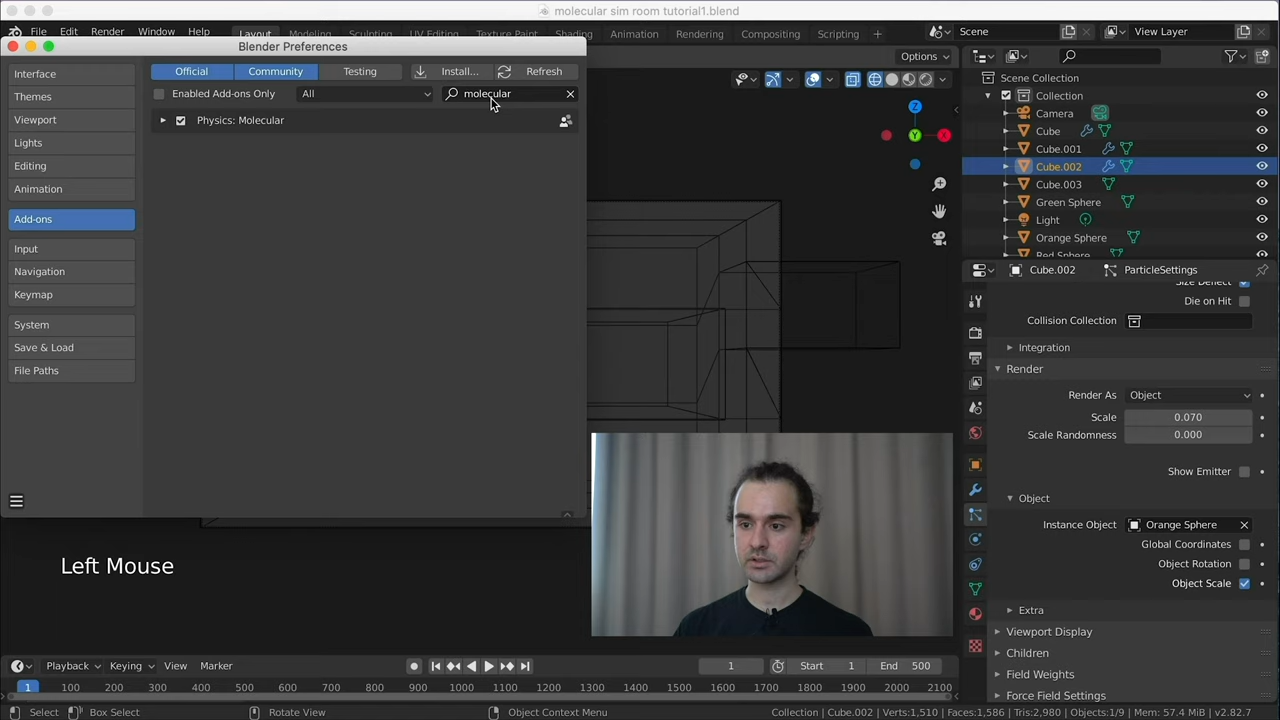 molecular sim room tutorial1.blend
File Edit Render Window Help Layout Modeling Sculpting UV Editing Texture Paint Shading Animation Rendering Compositing Scripting + Scene View Layer
Blender Preferences
Options
Interface
Themes
Viewport
Lights
Editing
Animation
Add-ons
Input
Navigation
Keymap
System
Save & Load
File Paths
Official Community Testing Install... Refresh
Enabled Add-ons Only All molecular
Physics: Molecular
Z
Y
X
Left Mouse
Scene Collection
Collection
Camera
Cube
Cube.001
Cube.002
Cube.003
Green Sphere
Light
Orange Sphere
Red Sphere
Cube.002 ParticleSettings
Size Deflect
Die on Hit
Collision Collection
Integration
Render
Render As Object
Scale 0.070
Scale Randomness 0.000
Show Emitter
Object
Instance Object Orange Sphere
Global Coordinates
Object Rotation
Object Scale
Extra
Viewport Display
Children
Field Weights
Force Field Settings
Playback Keying View Marker 1 Start 1 End 500
1 100 200 300 400 500 600 700 800 900 1000 1100 1200 1300 1400 1500 1600 1700 1800 1900 2000 2100
Select Box Select Rotate View Object Context Menu Collection | Cube.002 | Verts:1,510 | Faces:1,586 | Tris:2,980 | Objects:1/9 | Mem: 57.4 MiB | v2.82.7